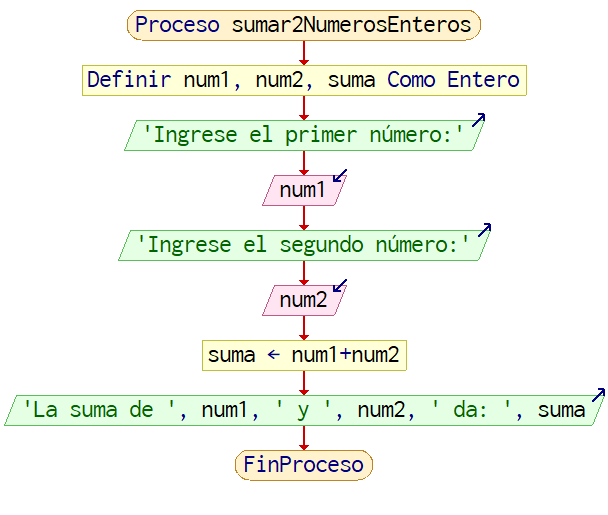 Proceso sumar2NumerosEnteros
Definir num1, num2, suma Como Entero
'Ingrese el primer número:'
num1
'Ingrese el segundo número:'
num2
suma ← num1+num2
'La suma de ', num1, ' y ', num2, ' da: ', suma
FinProceso